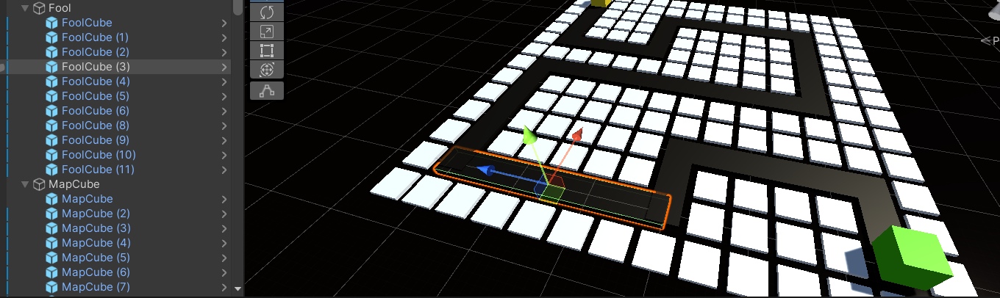 Fool
FoolCube
FoolCube (1)
FoolCube (2)
FoolCube (3)
FoolCube (4)
FoolCube (5)
FoolCube (6)
FoolCube (8)
FoolCube (9)
FoolCube (10)
FoolCube (11)
MapCube
MapCube
MapCube (2)
MapCube (3)
MapCube (4)
MapCube (5)
MapCube (6)
MapCube (7)